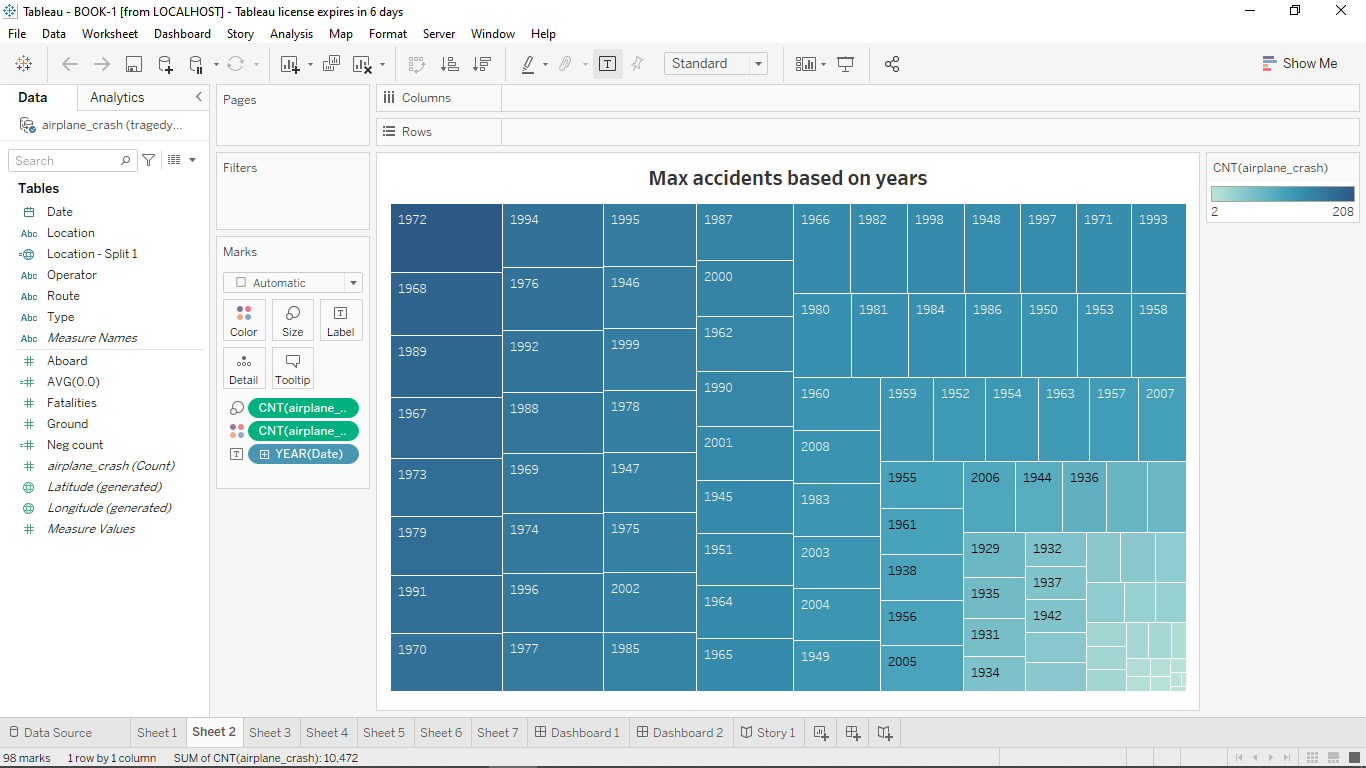 Tableau - BOOK-1 [from LOCALHOST] - Tableau license expires in 6 days
File Data Worksheet Dashboard Story Analysis Map Format Server Window Help
Standard
Show Me
Data Analytics
airplane_crash (tragedy...
Search
Tables
Date
Abc Location
Location - Split 1
Abc Operator
Abc Route
Abc Type
Abc Measure Names
# Aboard
=# AVG(0.0)
# Fatalities
# Ground
=# Neg count
# airplane_crash (Count)
Latitude (generated)
Longitude (generated)
# Measure Values
Pages
Filters
Marks
Automatic
Color Size Label
Detail Tooltip
CNT(airplane_..
CNT(airplane_..
YEAR(Date)
Columns
Rows
Max accidents based on years
1972
1968
1989
1967
1973
1979
1991
1970
1994
1976
1992
1988
1969
1974
1996
1977
1995
1946
1999
1978
1947
1975
2002
1985
1987
2000
1962
1990
2001
1945
1951
1964
1965
1966 1982 1998 1948 1997 1971 1993
1980 1981 1984 1986 1950 1953 1958
1960
2008
1983
2003
2004
1949
1959 1952 1954 1963 1957 2007
1955
1961
1938
1956
2005
2006 1944 1936
1929
1935
1931
1934
1932
1937
1942
CNT(airplane_crash)
2 208
Data Source Sheet 1 Sheet 2 Sheet 3 Sheet 4 Sheet 5 Sheet 6 Sheet 7 Dashboard 1 Dashboard 2 Story 1
98 marks 1 row by 1 column SUM of CNT(airplane_crash): 10,472